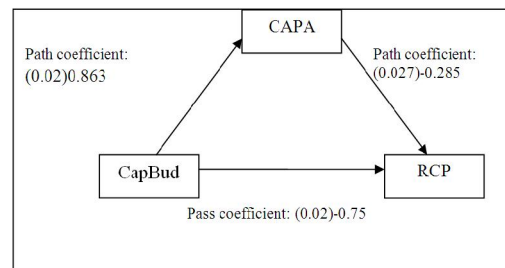 CAPA
Path coefficient:
(0.02)0.863
Path coefficient:
(0.027)-0.285
CapBud
RCP
Pass coefficient: (0.02)-0.75